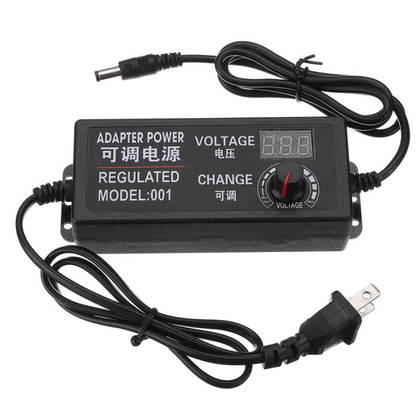 ADAPTER POWER
可调电源
REGULATED
MODEL:001
VOLTAGE
电压
CHANGE
可调
VOLTAGE